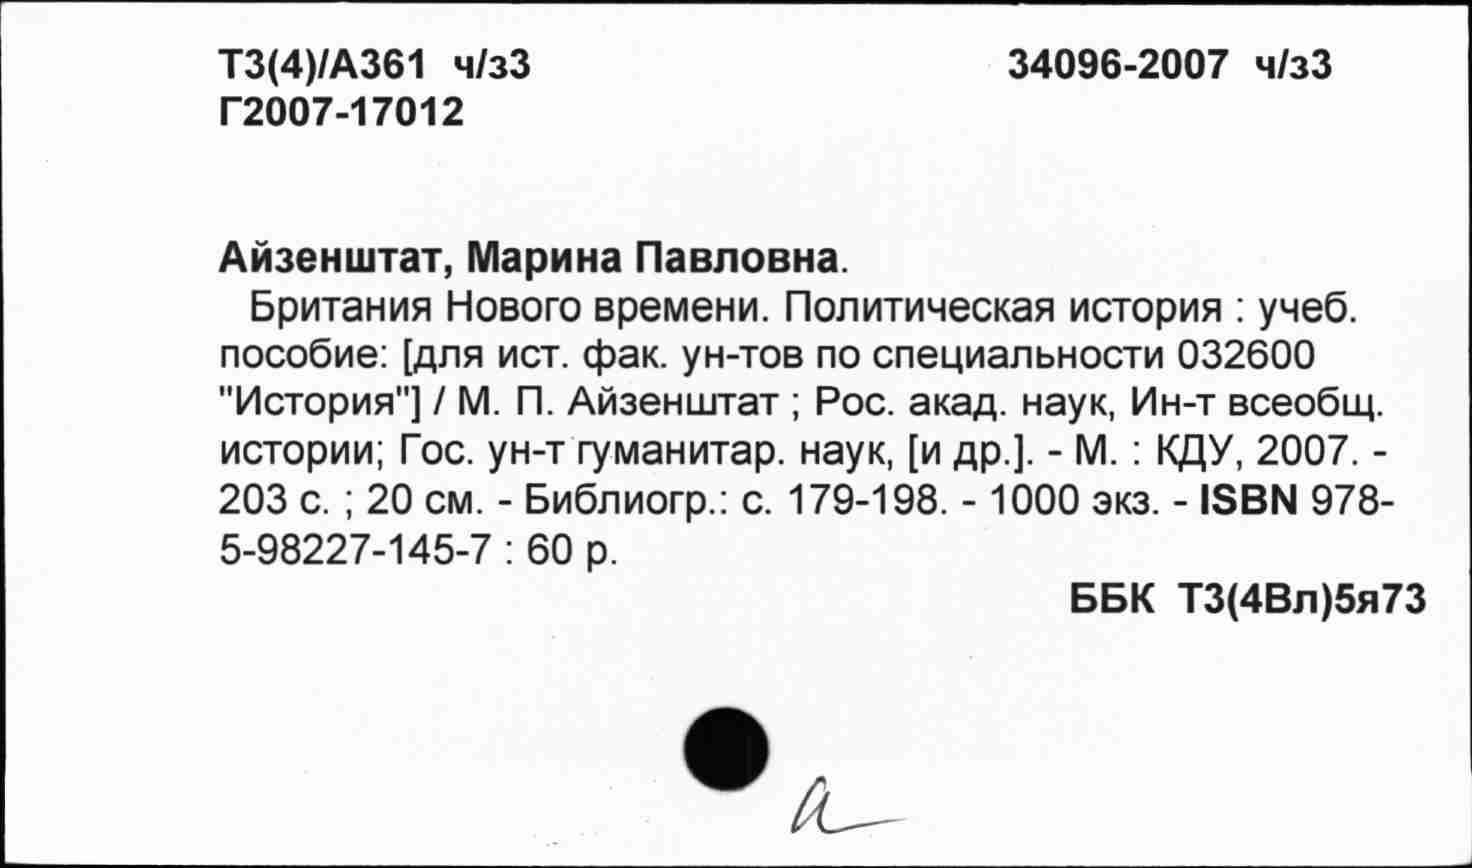 Т3(4)/А361 ч/з3 34096-2007 ч/з3
Г2007-17012
Айзенштат, Марина Павловна.
Британия Нового времени. Политическая история : учеб.
пособие: [для ист. фак. ун-тов по специальности 032600
"История"] / М. П. Айзенштат ; Рос. акад. наук, Ин-т всеобщ.
истории; Гос. ун-т гуманитар. наук, [и др.]. - М. : КДУ, 2007. -
203 с. ; 20 см. - Библиогр.: с. 179-198. - 1000 экз. - ISBN 978-
5-98227-145-7 : 60 р.
ББК Т3(4Вл)5я73
а